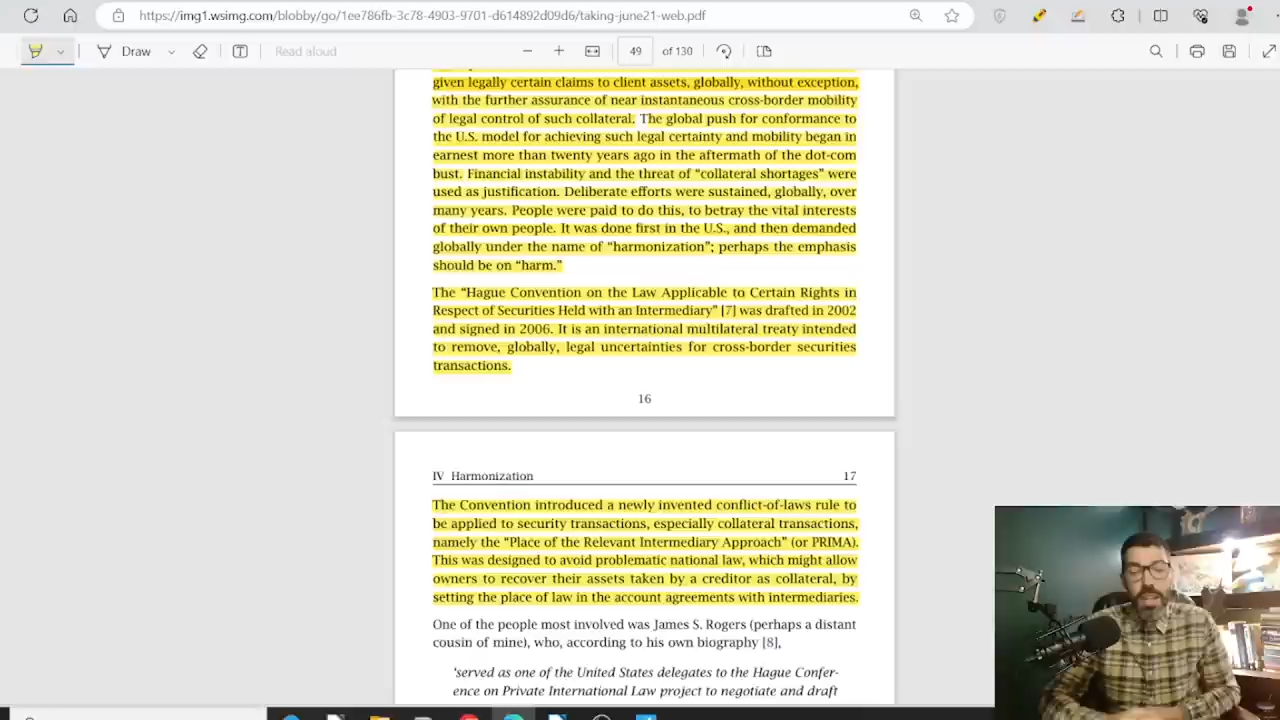 https://img1.wsimg.com/blobby/go/1ee786fb-3c78-4903-9701-d614892d09d6/taking-june21-web.pdf
Draw
Read aloud
49
of 130
given legally certain claims to client assets, globally, without exception,
with the further assurance of near instantaneous cross-border mobility
of legal control of such collateral. The global push for conformance to
the U.S. model for achieving such legal certainty and mobility began in
earnest more than twenty years ago in the aftermath of the dot-com
bust. Financial instability and the threat of “collateral shortages” were
used as justification. Deliberate efforts were sustained, globally, over
many years. People were paid to do this, to betray the vital interests
of their own people. It was done first in the U.S., and then demanded
globally under the name of “harmonization”; perhaps the emphasis
should be on “harm.”
The “Hague Convention on the Law Applicable to Certain Rights in
Respect of Securities Held with an Intermediary” [7] was drafted in 2002
and signed in 2006. It is an international multilateral treaty intended
to remove, globally, legal uncertainties for cross-border securities
transactions.
16
IV Harmonization 17
The Convention introduced a newly invented conflict-of-laws rule to
be applied to security transactions, especially collateral transactions,
namely the “Place of the Relevant Intermediary Approach” (or PRIMA).
This was designed to avoid problematic national law, which might allow
owners to recover their assets taken by a creditor as collateral, by
setting the place of law in the account agreements with intermediaries.
One of the people most involved was James S. Rogers (perhaps a distant
cousin of mine), who, according to his own biography [8],
‘served as one of the United States delegates to the Hague Confer-
ence on Private International Law project to negotiate and draft